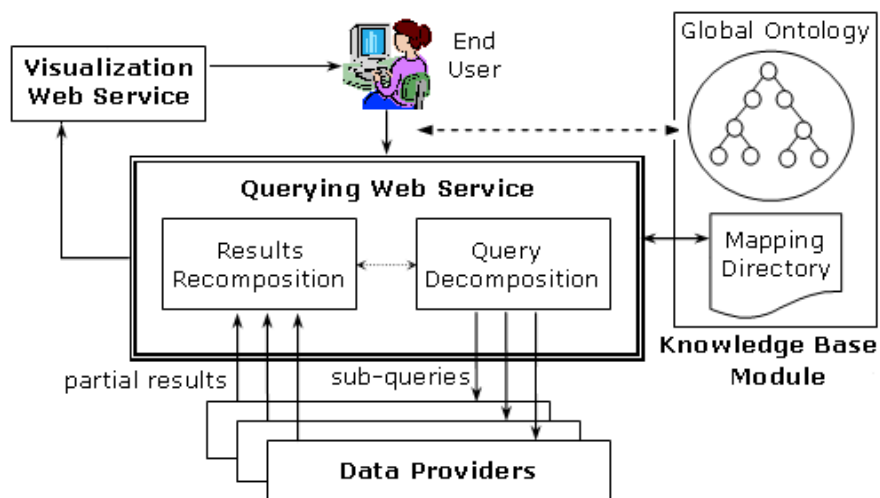 Visualization
Web Service
End
User
Global Ontology
Querying Web Service
Results
Recomposition
Query
Decomposition
Mapping
Directory
Knowledge Base
Module
partial results
sub-queries
Data Providers